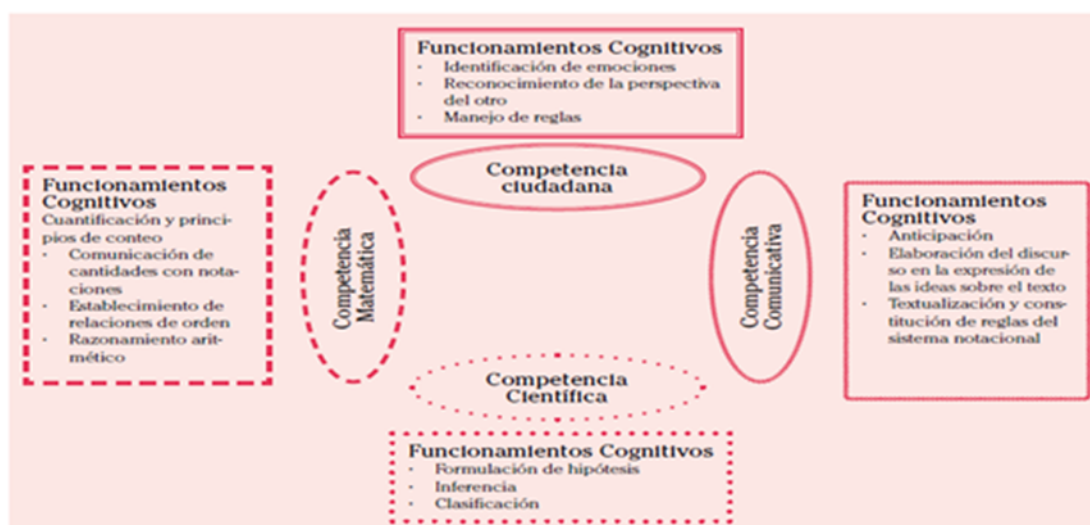 Funcionamientos Cognitivos
· Identificación de emociones
· Reconocimiento de la perspectiva
del otro
· Manejo de reglas
Competencia
ciudadana
Funcionamientos
Cognitivos
Cuantificación y princi-
pios de conteo
· Comunicación de
cantidades con nota-
ciones
· Establecimiento de
relaciones de orden
· Razonamiento arit-
mético
Competencia
Matemática
Competencia
Comunicativa
Funcionamientos
Cognitivos
· Anticipación
· Elaboración del discur-
so en la expresión de
las ideas sobre el texto
· Textualización y cons-
titución de reglas del
sistema notacional
Competencia
Científica
Funcionamientos Cognitivos
· Formulación de hipótesis
· Inferencia
· Clasificación